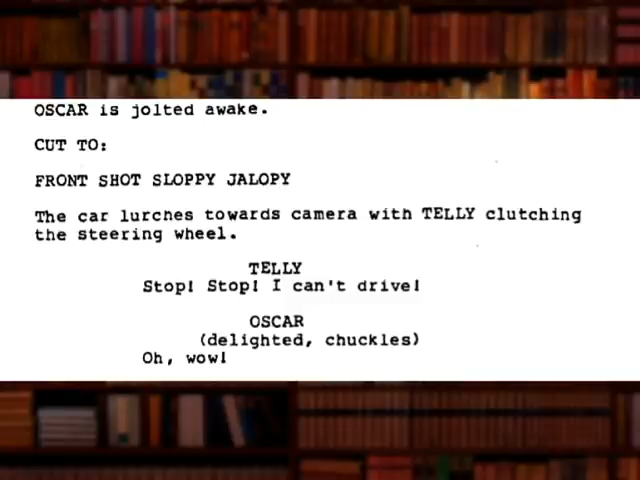 OSCAR is jolted awake.
CUT TO:
FRONT SHOT SLOPPY JALOPY
The car lurches towards camera with TELLY clutching
the steering wheel.
TELLY
Stop! Stop! I can't drive!
OSCAR
(delighted, chuckles)
Oh, wow!